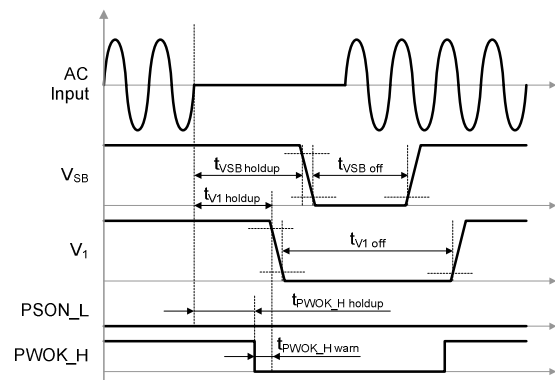 AC
Input
tVSB holdup
tVSB off
VSB
tV1 holdup
V1
tV1 off
tPWOK_H holdup
PSON_L
tPWOK_H warn
PWOK_H